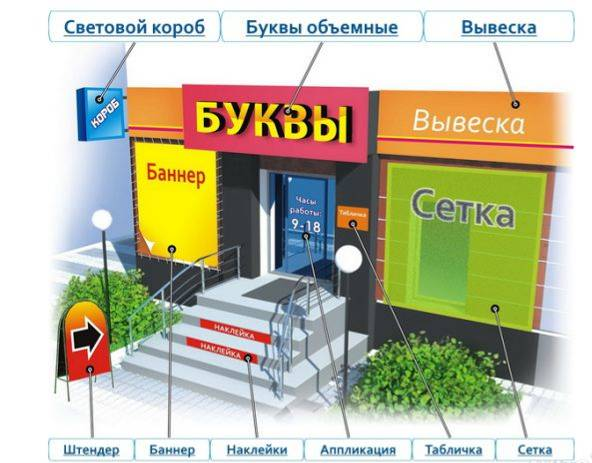 Световой короб
Буквы объемные
Вывеска
КОРОБ
БУКВЫ
Вывеска
Баннер
Часы
работы:
9-18
Табличка
Сетка
НАКЛЕЙКА
НАКЛЕЙКА
Штендер
Баннер
Наклейки
Аппликация
Табличка
Сетка